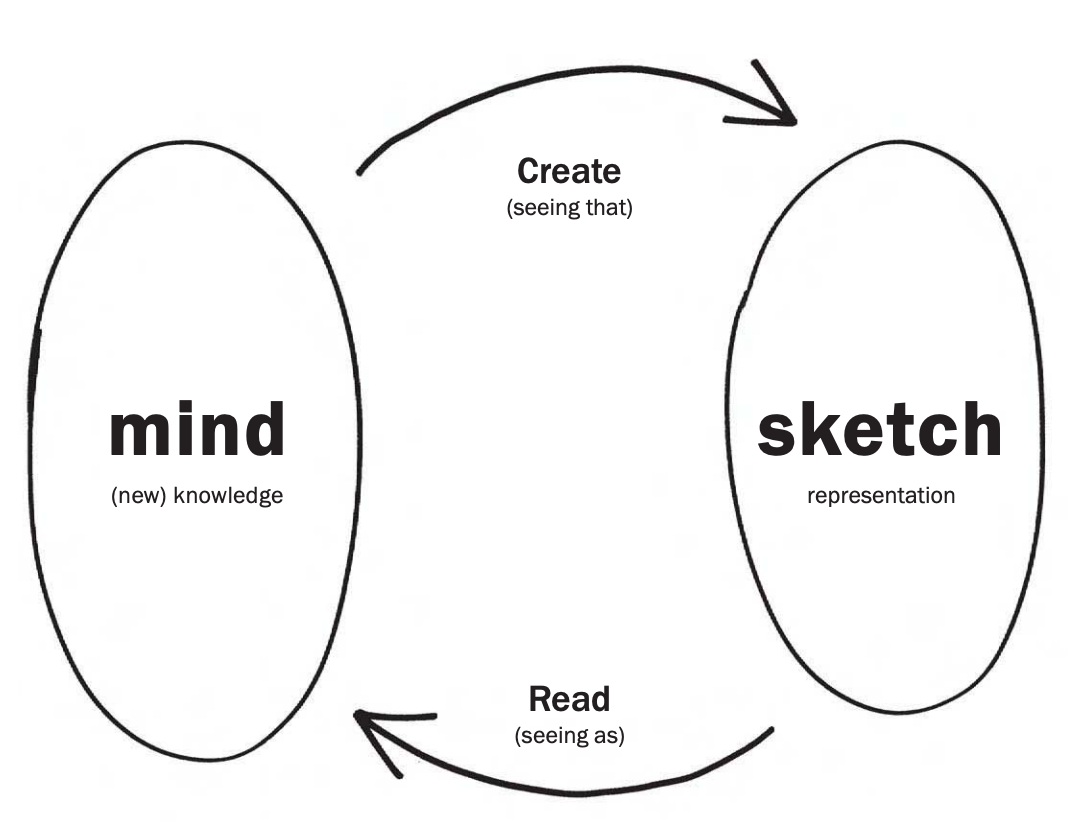 Create
(seeing that)
mind
(new) knowledge
sketch
representation
Read
(seeing as)